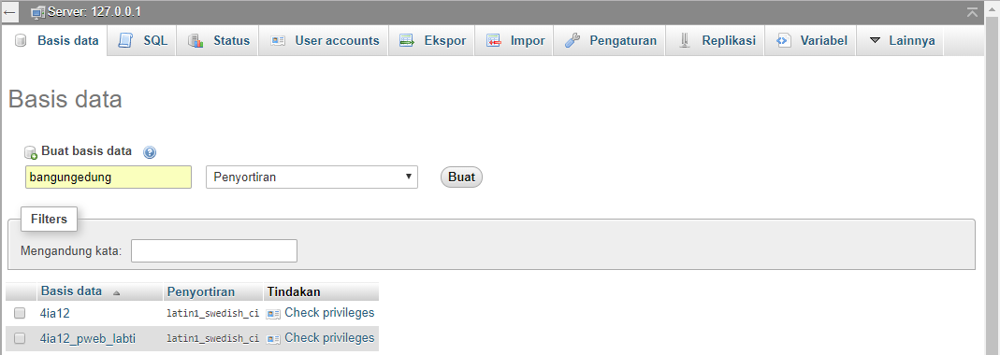 Server: 127.0.0.1
Basis data SQL Status User accounts Ekspor Impor Pengaturan Replikasi Variabel Lainnya
Basis data
Buat basis data
bangungedung Penyortiran Buat
Filters
Mengandung kata:
Basis data Penyortiran Tindakan
4ia12 latin1_swedish_ci Check privileges
4ia12_pweb_labti latin1_swedish_ci Check privileges